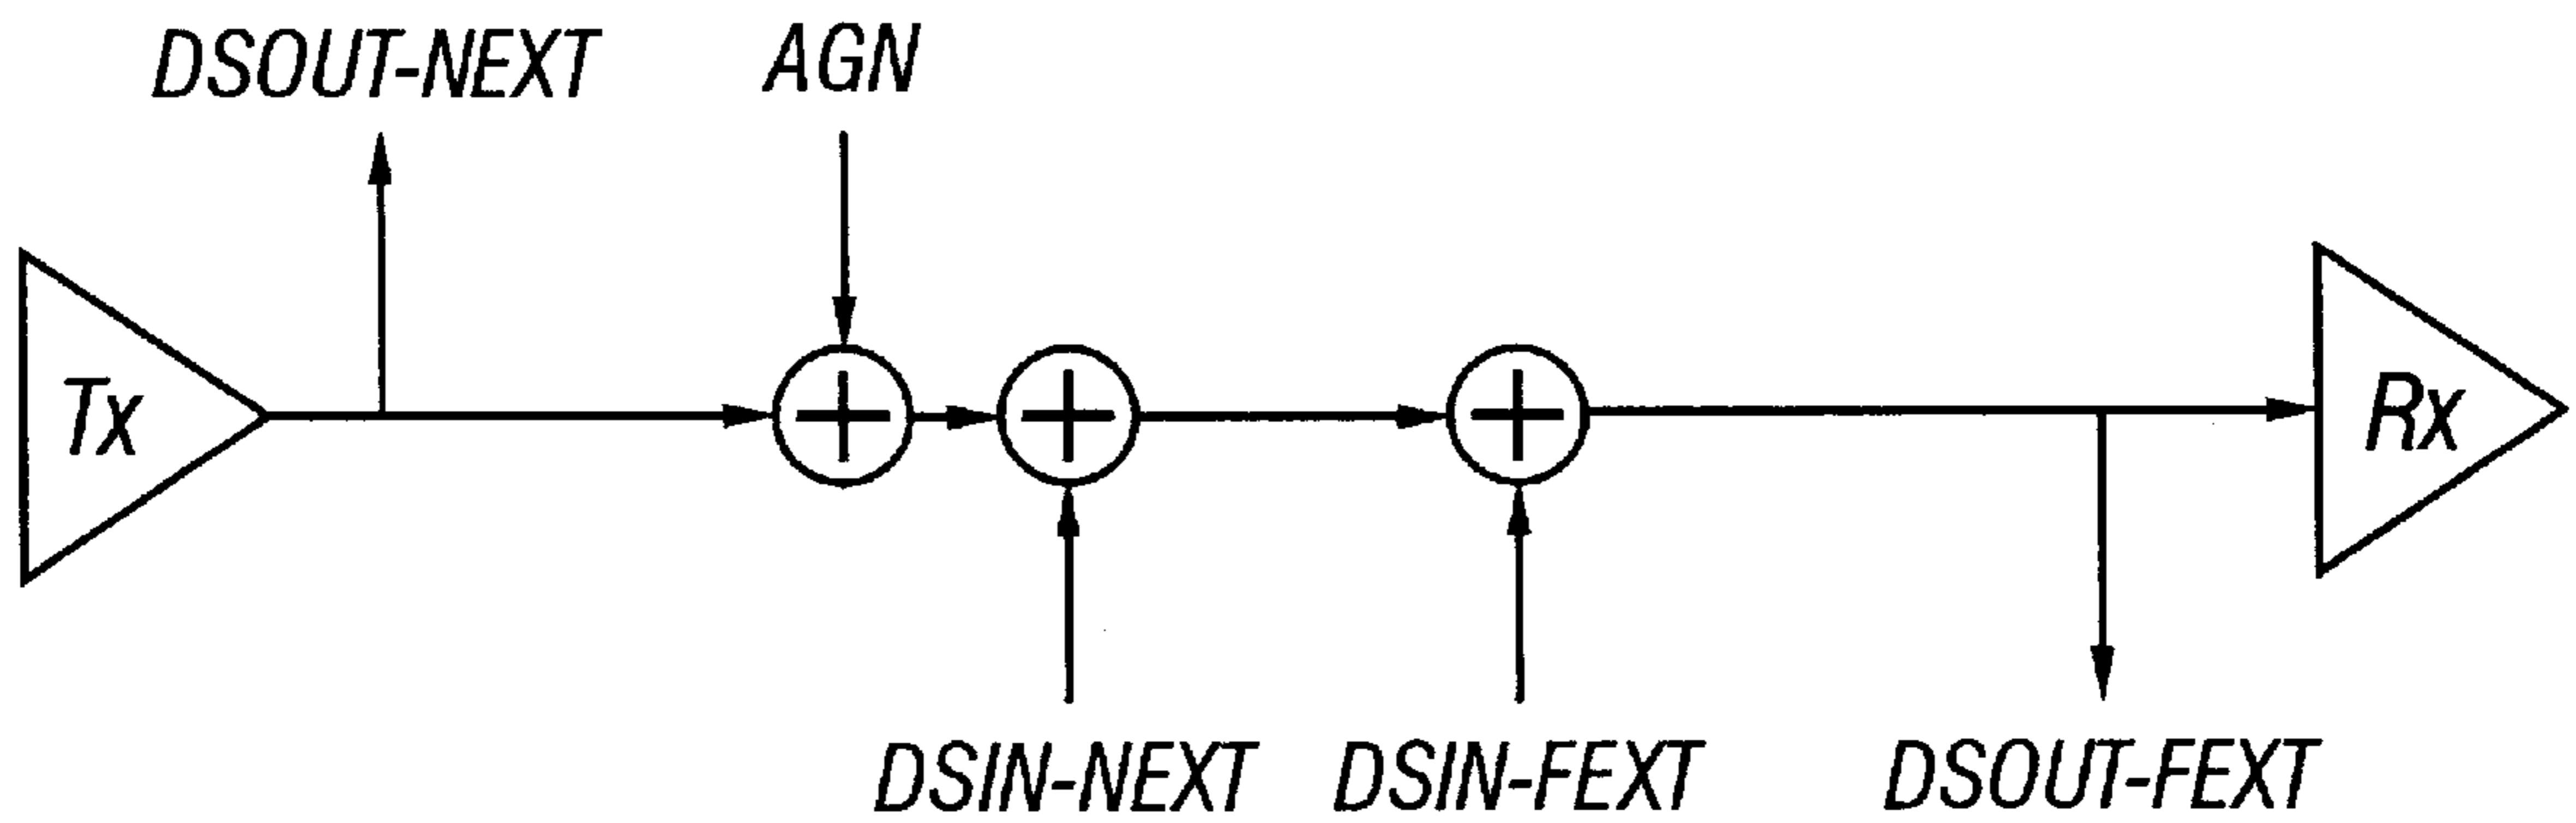 DSOUT-NEXT
AGN
Tx
Rx
DSIN-NEXT
DSIN-FEXT
DSOUT-FEXT